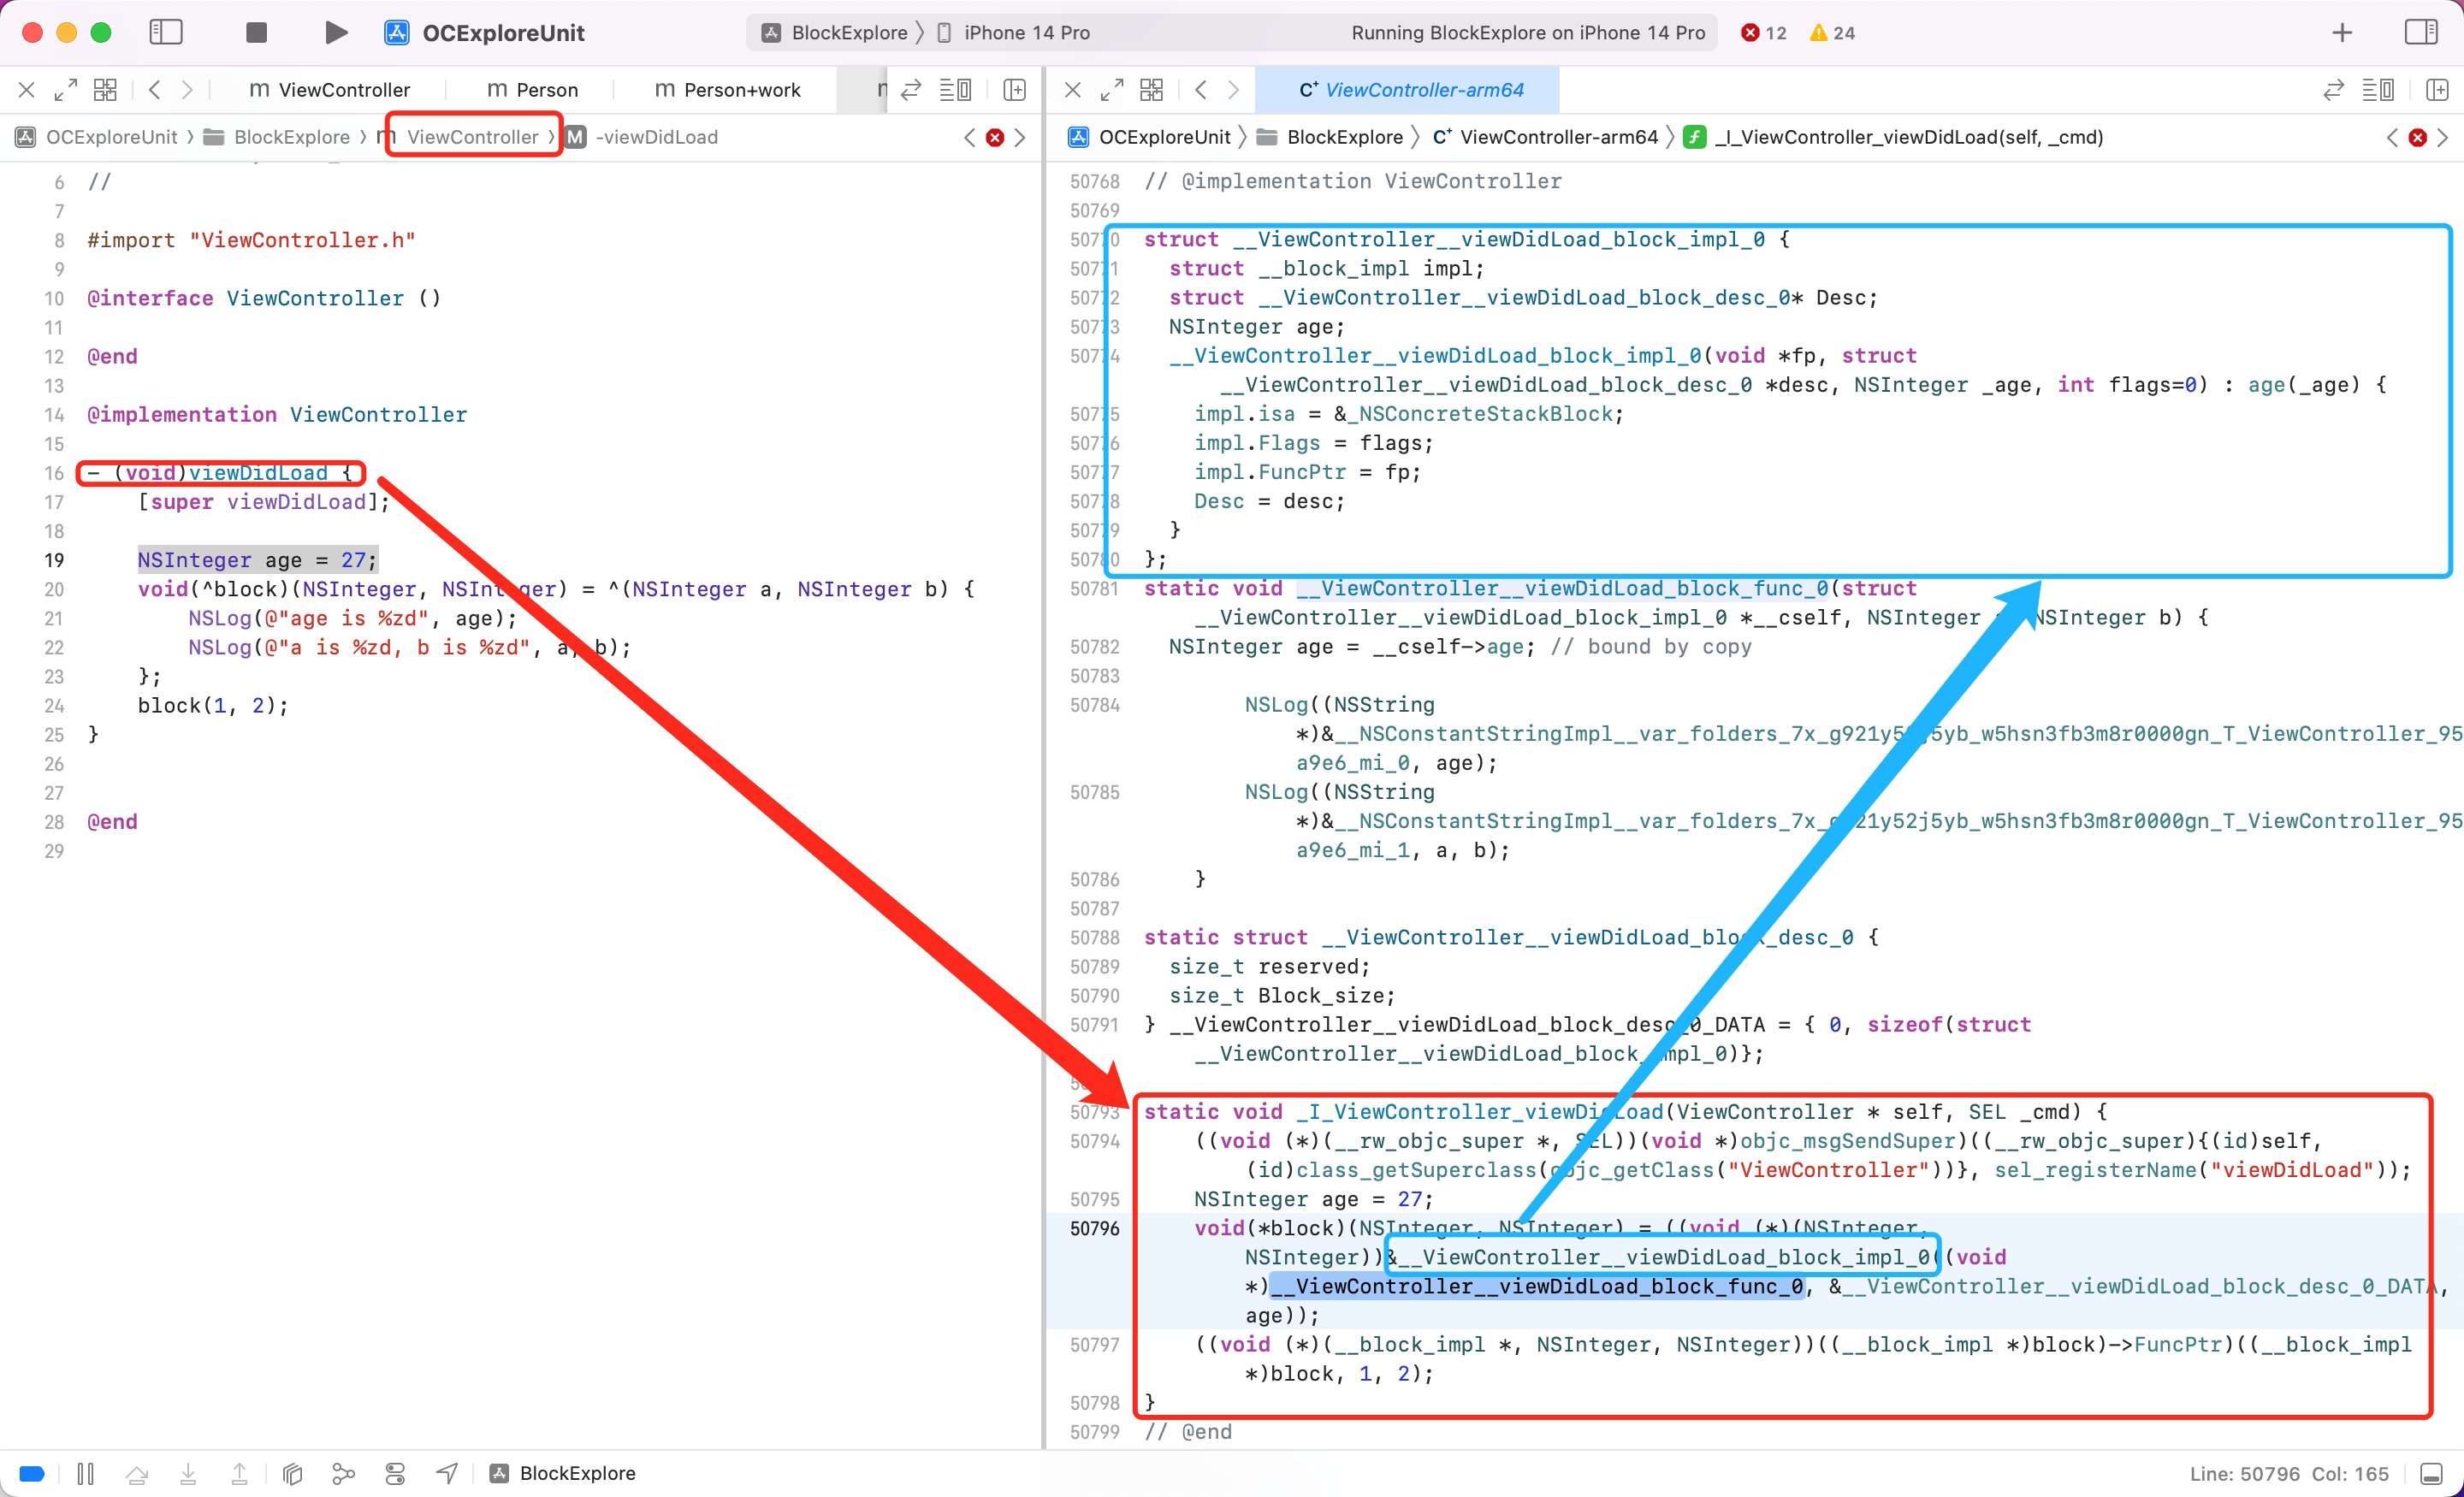 OCExploreUnit
BlockExplore 〉 iPhone 14 Pro
Running BlockExplore on iPhone 14 Pro
12
24
m ViewController
m Person
m Person+work
C⁺ ViewController-arm64
OCExploreUnit 〉 BlockExplore 〉 m ViewController 〉 M -viewDidLoad
OCExploreUnit 〉 BlockExplore 〉 C⁺ ViewController-arm64 〉 f _I_ViewController_viewDidLoad(self, _cmd)
6 //
7
8 #import "ViewController.h"
9
10 @interface ViewController ()
11
12 @end
13
14 @implementation ViewController
15
16 - (void)viewDidLoad {
17 [super viewDidLoad];
18
19 NSInteger age = 27;
20 void(^block)(NSInteger, NSInteger) = ^(NSInteger a, NSInteger b) {
21 NSLog(@"age is %zd", age);
22 NSLog(@"a is %zd, b is %zd", a, b);
23 };
24 block(1, 2);
25 }
26
27
28 @end
29
50768 // @implementation ViewController
50769
50770 struct __ViewController__viewDidLoad_block_impl_0 {
50771 struct __block_impl impl;
50772 struct __ViewController__viewDidLoad_block_desc_0* Desc;
50773 NSInteger age;
50774 __ViewController__viewDidLoad_block_impl_0(void *fp, struct
__ViewController__viewDidLoad_block_desc_0 *desc, NSInteger _age, int flags=0) : age(_age) {
50775 impl.isa = &_NSConcreteStackBlock;
50776 impl.Flags = flags;
50777 impl.FuncPtr = fp;
50778 Desc = desc;
50779 }
50780 };
50781 static void __ViewController__viewDidLoad_block_func_0(struct
__ViewController__viewDidLoad_block_impl_0 *__cself, NSInteger NSInteger b) {
50782 NSInteger age = __cself->age; // bound by copy
50783
50784 NSLog((NSString
*)&__NSConstantStringImpl__var_folders_7x_g921y52j5yb_w5hsn3fb3m8r0000gn_T_ViewController_95
a9e6_mi_0, age);
50785 NSLog((NSString
*)&__NSConstantStringImpl__var_folders_7x_g921y52j5yb_w5hsn3fb3m8r0000gn_T_ViewController_95
a9e6_mi_1, a, b);
50786 }
50787
50788 static struct __ViewController__viewDidLoad_block_desc_0 {
50789 size_t reserved;
50790 size_t Block_size;
50791 } __ViewController__viewDidLoad_block_desc_0_DATA = { 0, sizeof(struct
__ViewController__viewDidLoad_block_impl_0)};
50793 static void _I_ViewController_viewDidLoad(ViewController * self, SEL _cmd) {
50794 ((void (*)(__rw_objc_super *, SEL))(void *)objc_msgSendSuper)((__rw_objc_super){(id)self,
(id)class_getSuperclass(objc_getClass("ViewController"))}, sel_registerName("viewDidLoad"));
50795 NSInteger age = 27;
50796 void(*block)(NSInteger, NSInteger) = ((void (*)(NSInteger,
NSInteger))&__ViewController__viewDidLoad_block_impl_0((void
*)__ViewController__viewDidLoad_block_func_0, &__ViewController__viewDidLoad_block_desc_0_DATA,
age));
50797 ((void (*)(__block_impl *, NSInteger, NSInteger))((__block_impl *)block)->FuncPtr)((__block_impl
*)block, 1, 2);
50798 }
50799 // @end
BlockExplore
Line: 50796 Col: 165